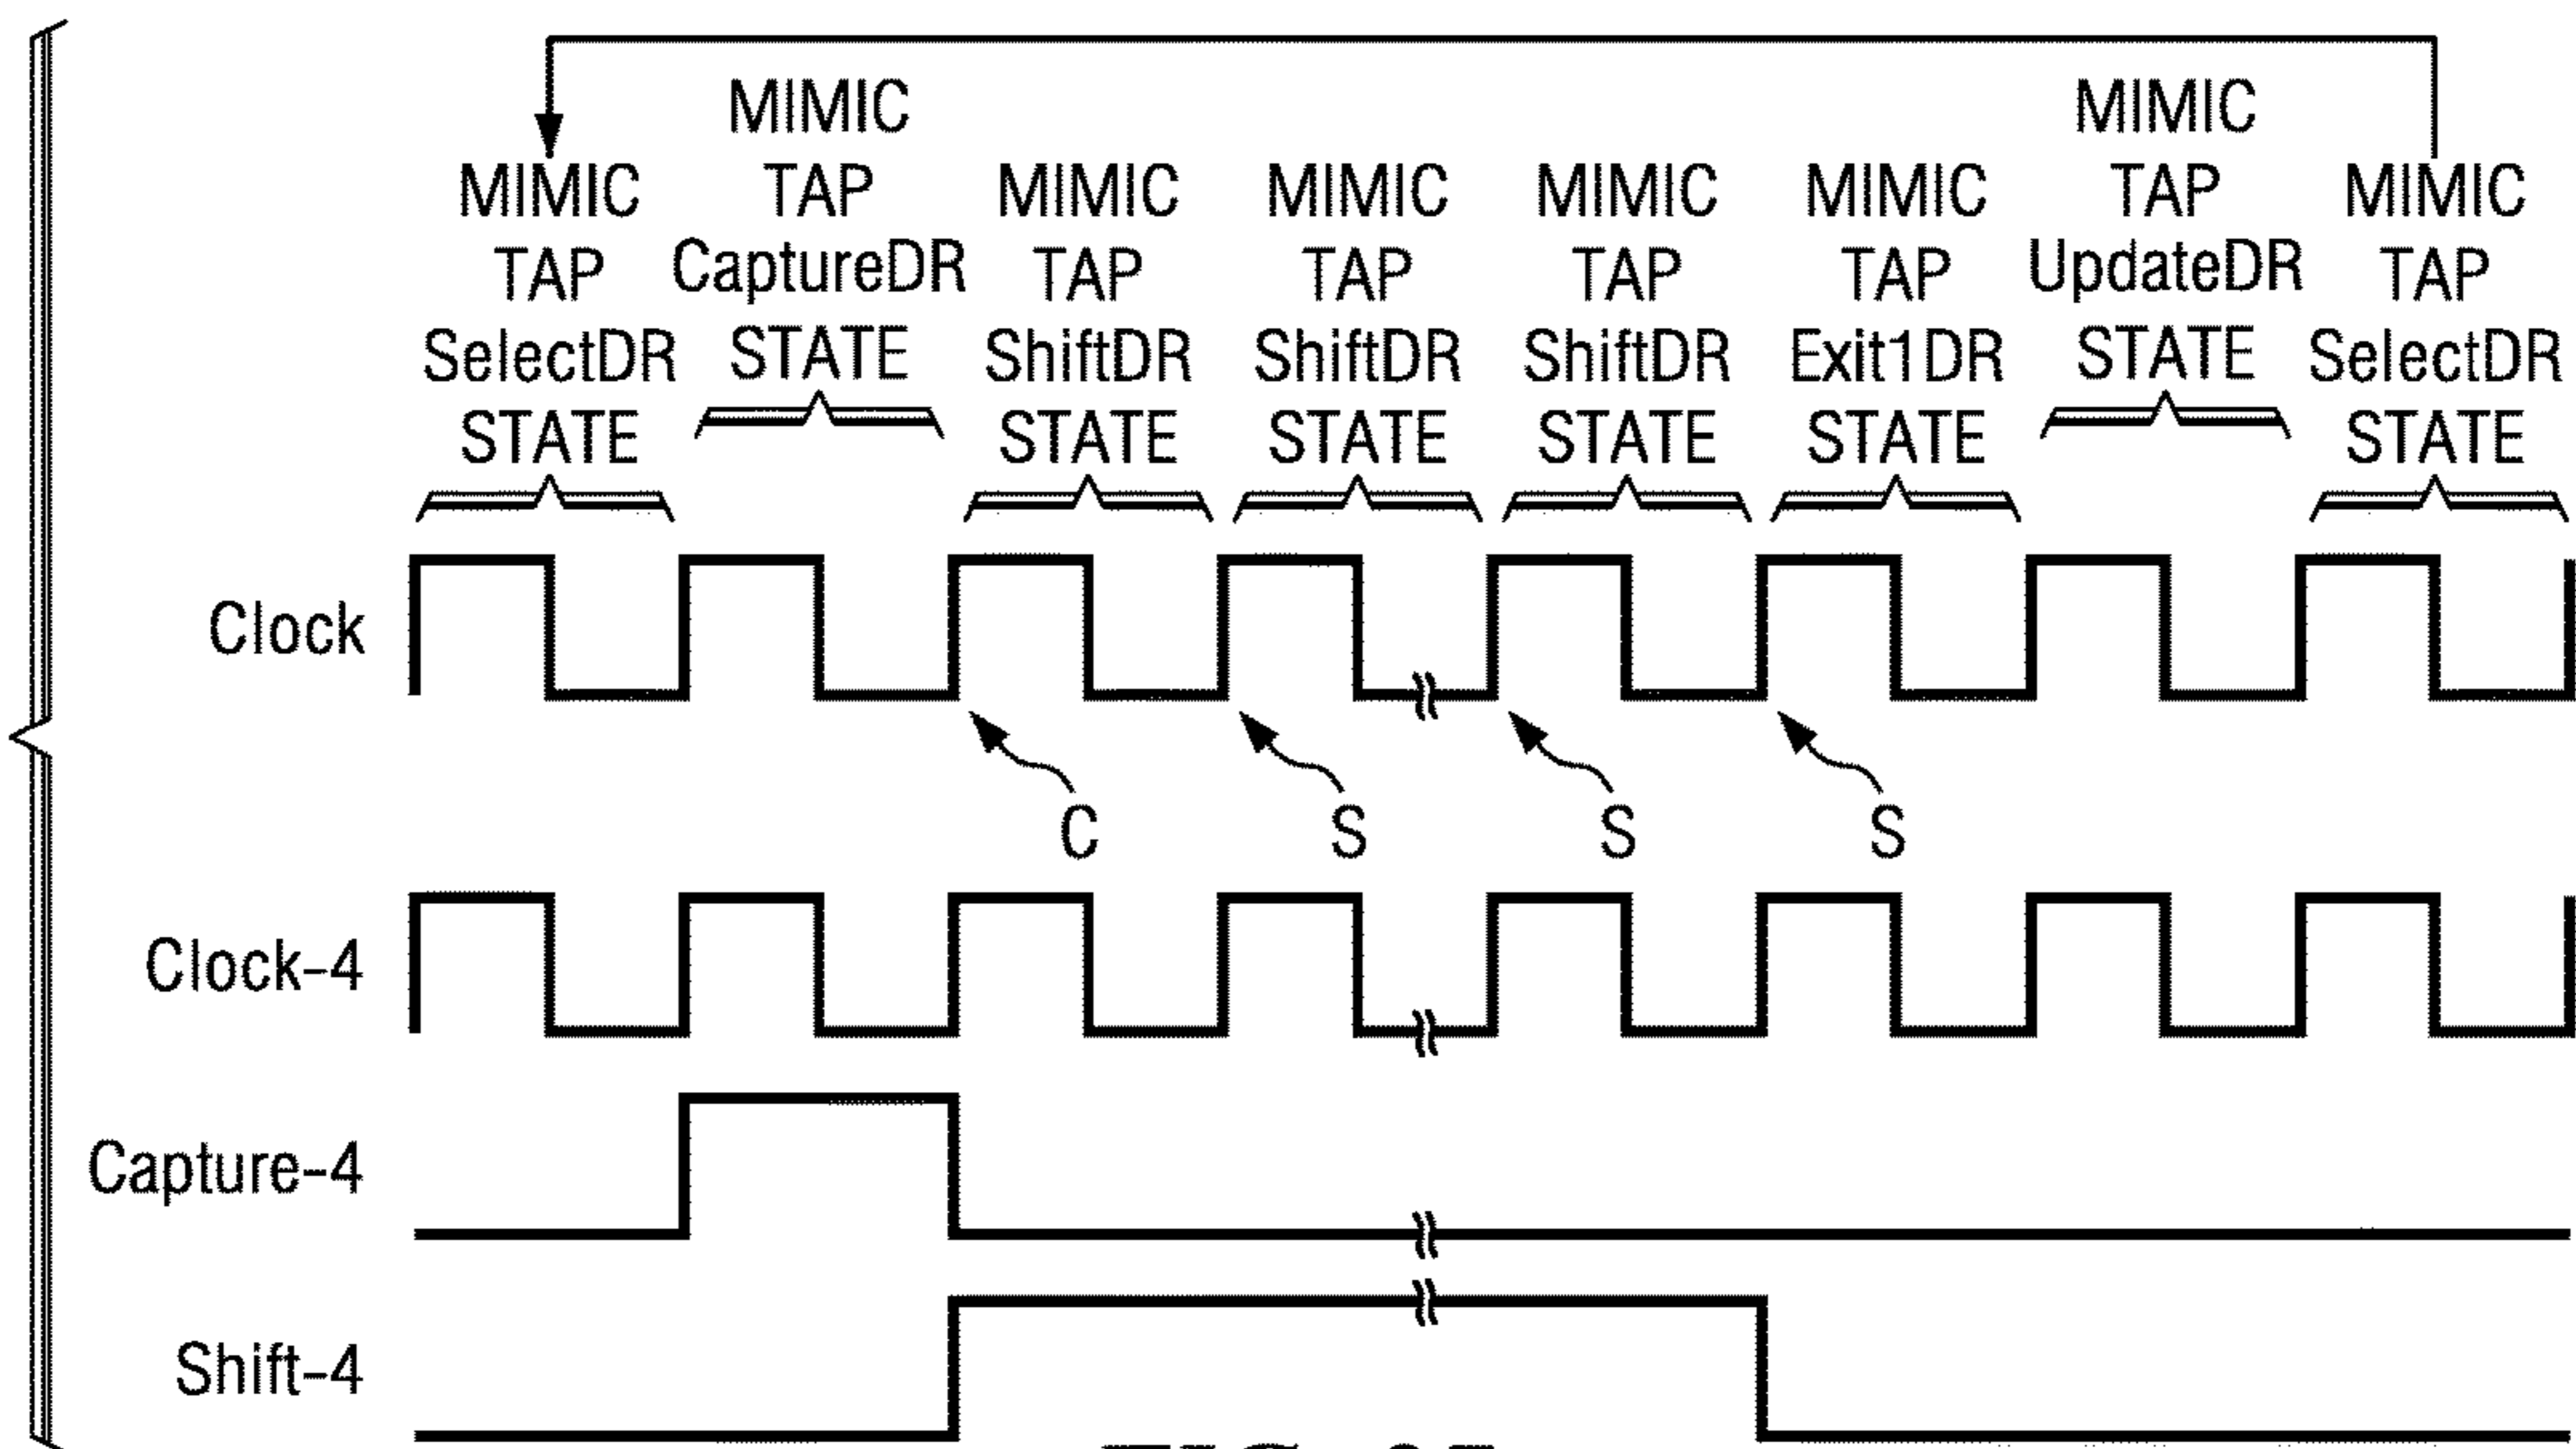 MIMIC
TAP
SelectDR
STATE
MIMIC
TAP
CaptureDR
STATE
MIMIC
TAP
ShiftDR
STATE
MIMIC
TAP
ShiftDR
STATE
MIMIC
TAP
ShiftDR
STATE
MIMIC
TAP
Exit1DR
STATE
MIMIC
TAP
UpdateDR
STATE
MIMIC
TAP
SelectDR
STATE
Clock
C
S
S
S
Clock-4
Capture-4
Shift-4